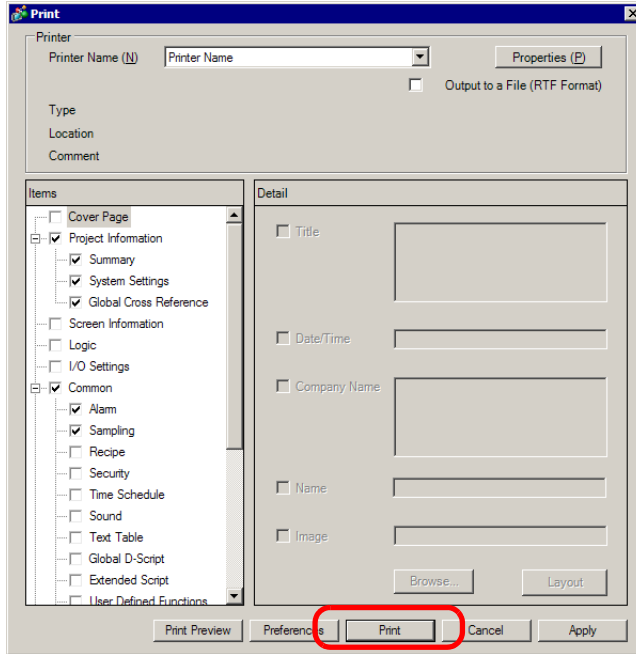 Print
Printer
Printer Name (N) Printer Name Properties (P)
Output to a File (RTF Format)
Type
Location
Comment
Items
Cover Page
Project Information
Summary
System Settings
Global Cross Reference
Screen Information
Logic
I/O Settings
Common
Alarm
Sampling
Recipe
Security
Time Schedule
Sound
Text Table
Global D-Script
Extended Script
User Defined Functions
Detail
Title
Date/Time
Company Name
Name
Image
Browse... Layout
Print Preview Preferences Print Cancel Apply